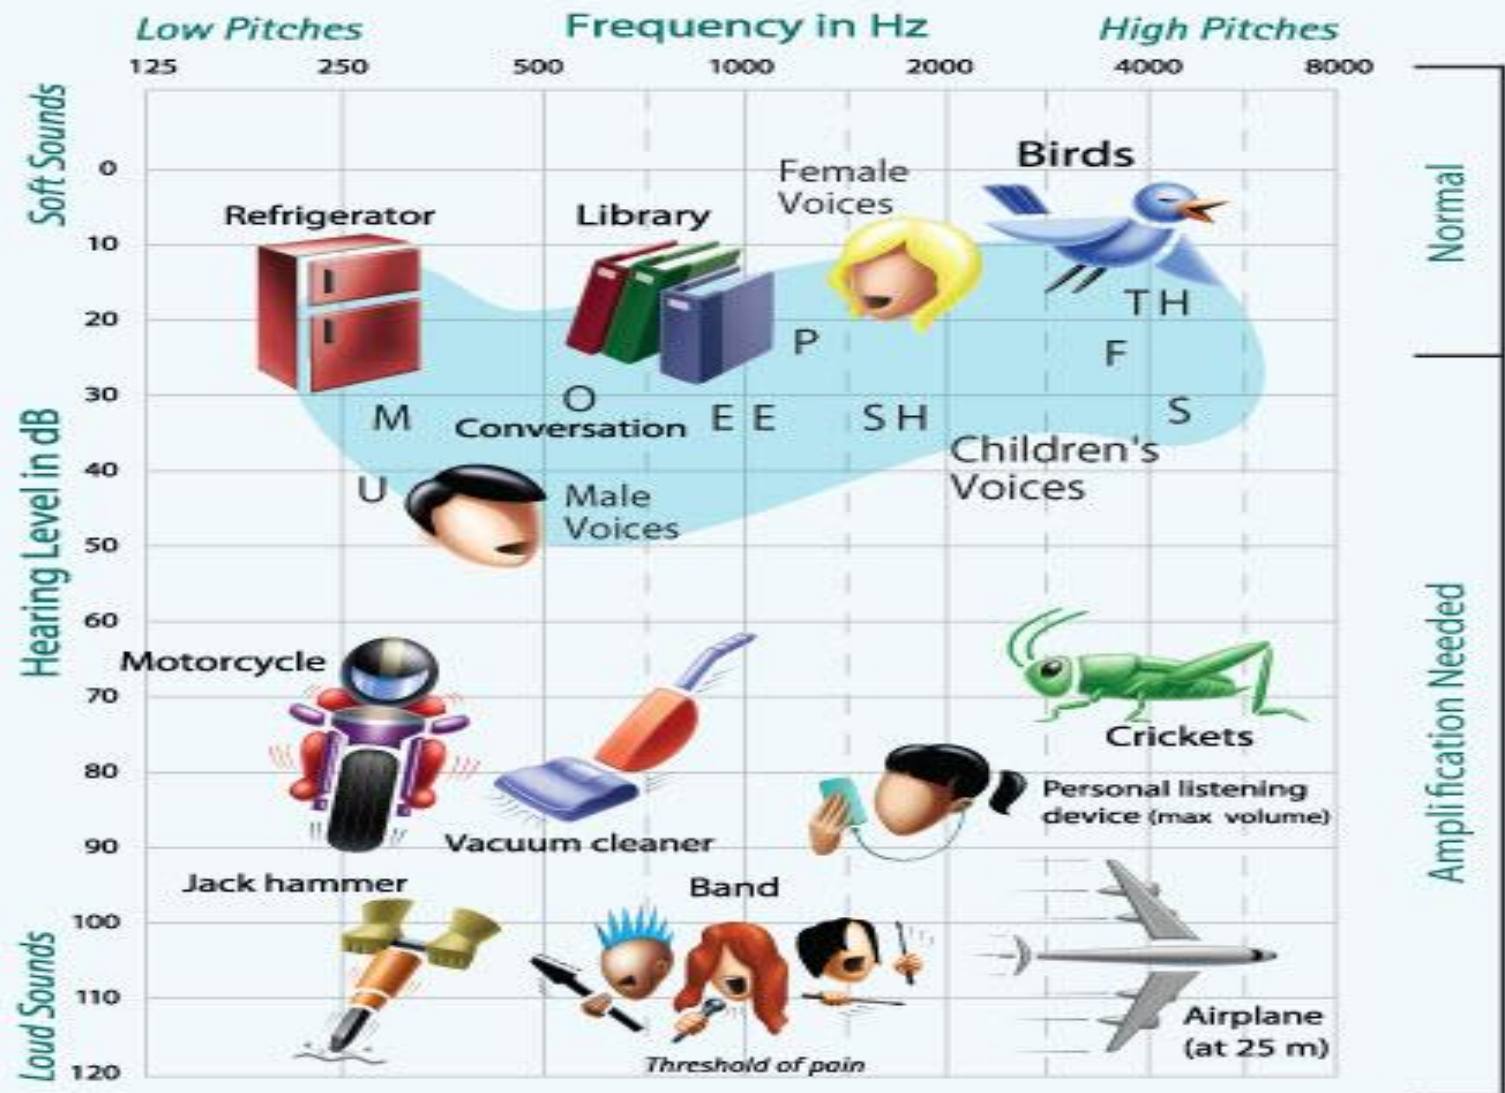 Low Pitches Frequency in Hz High Pitches
125 250 500 1000 2000 4000 8000
Soft Sounds
Hearing Level in dB
Loud Sounds
0
10
20
30
40
50
60
70
80
90
100
110
120
Birds
Female
Voices
Refrigerator
Library
TH
P
F
O
M
Conversation
EE
SH
S
Children's
Voices
U
Male
Voices
Motorcycle
Crickets
Personal listening
device (max volume)
Vacuum cleaner
Jack hammer
Band
Airplane
(at 25 m)
Threshold of pain
Normal
Amplification Needed